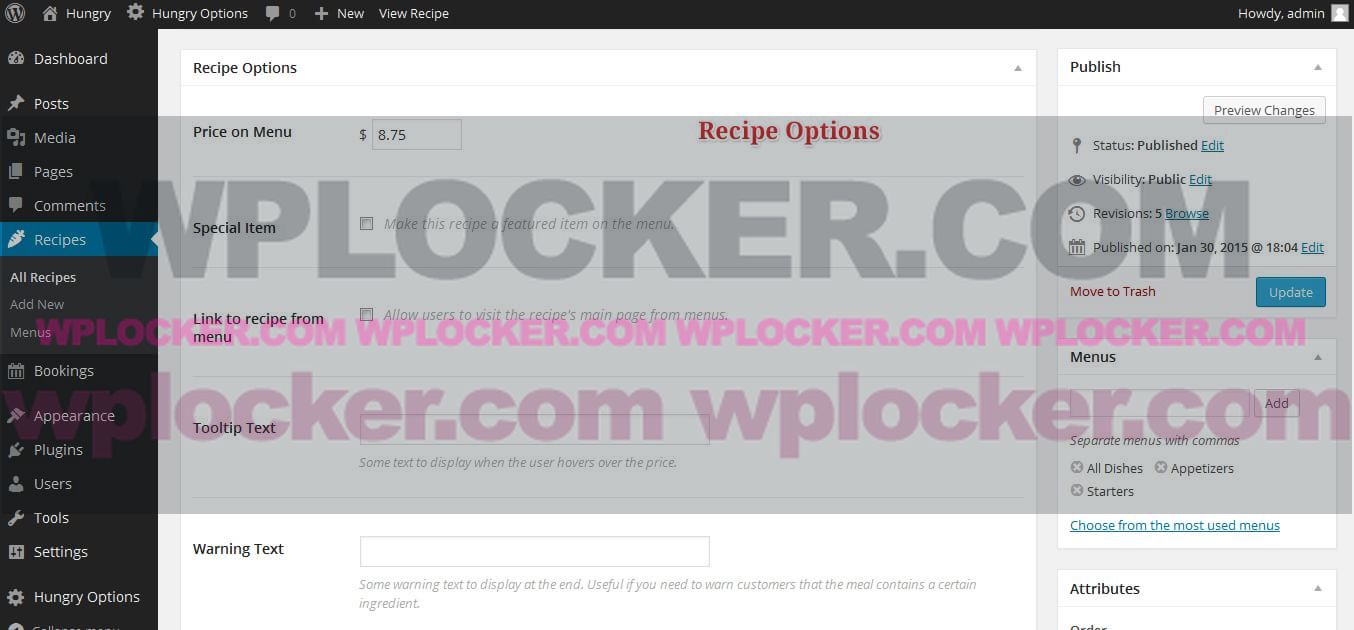 Hungry Hungry Options 0 New View Recipe Howdy, admin
Dashboard
Posts
Media
Pages
Comments
Recipes
All Recipes
Add New
Menus
Bookings
Appearance
Plugins
Users
Tools
Settings
Hungry Options
Collapse menu
Recipe Options
Recipe Options
Price on Menu $ 8.75
Special Item Make this recipe a featured item on the menu.
Link to recipe from
menu
Allow users to visit the recipe's main page from menus.
Tooltip Text
Some text to display when the user hovers over the price.
Warning Text
Some warning text to display at the end. Useful if you need to warn customers that the meal contains a certain
ingredient.
Publish
Preview Changes
Status: Published Edit
Visibility: Public Edit
Revisions: 5 Browse
Published on: Jan 30, 2015 @ 18:04 Edit
Move to Trash Update
Menus
Add
Separate menus with commas
All Dishes Appetizers
Starters
Choose from the most used menus
Attributes
Order
WPLOCKER.COM
WPLOCKER.COM WPLOCKER.COM WPLOCKER.COM WPLOCKER.COM
wplocker.com wplocker.com